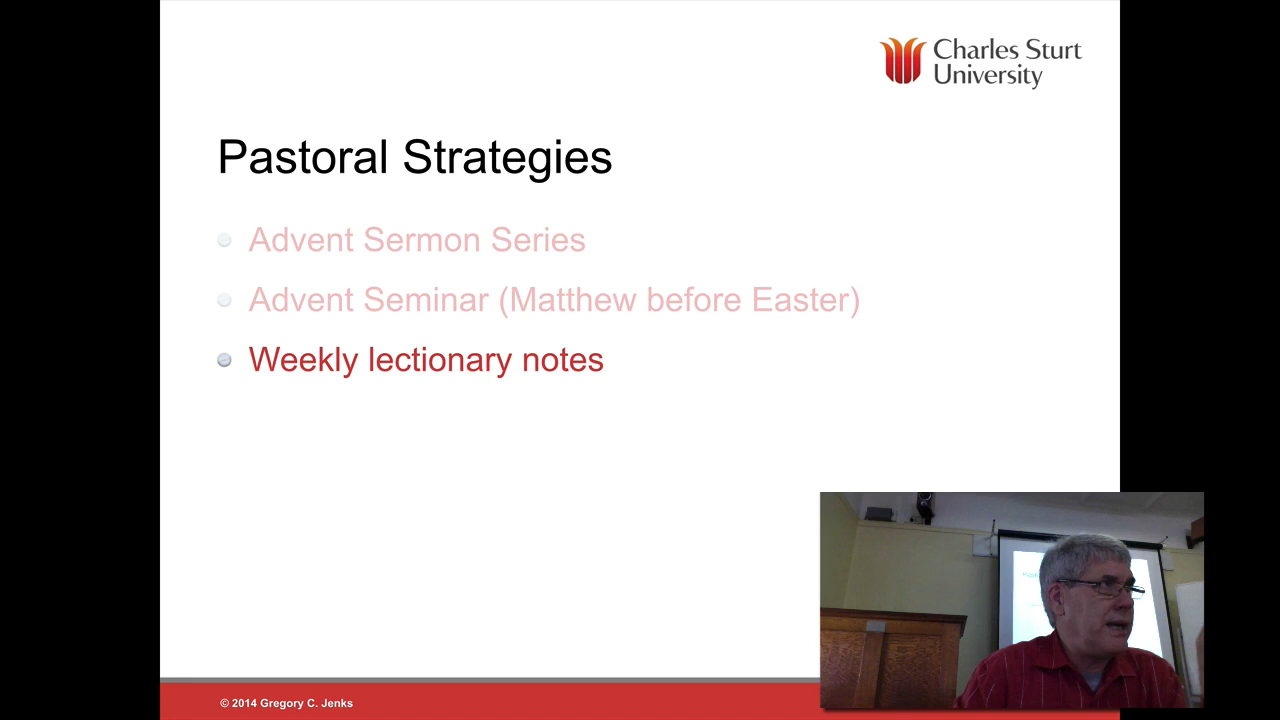 Charles Sturt
University
Pastoral Strategies
Advent Sermon Series
Advent Seminar (Matthew before Easter)
Weekly lectionary notes
© 2014 Gregory C. Jenks